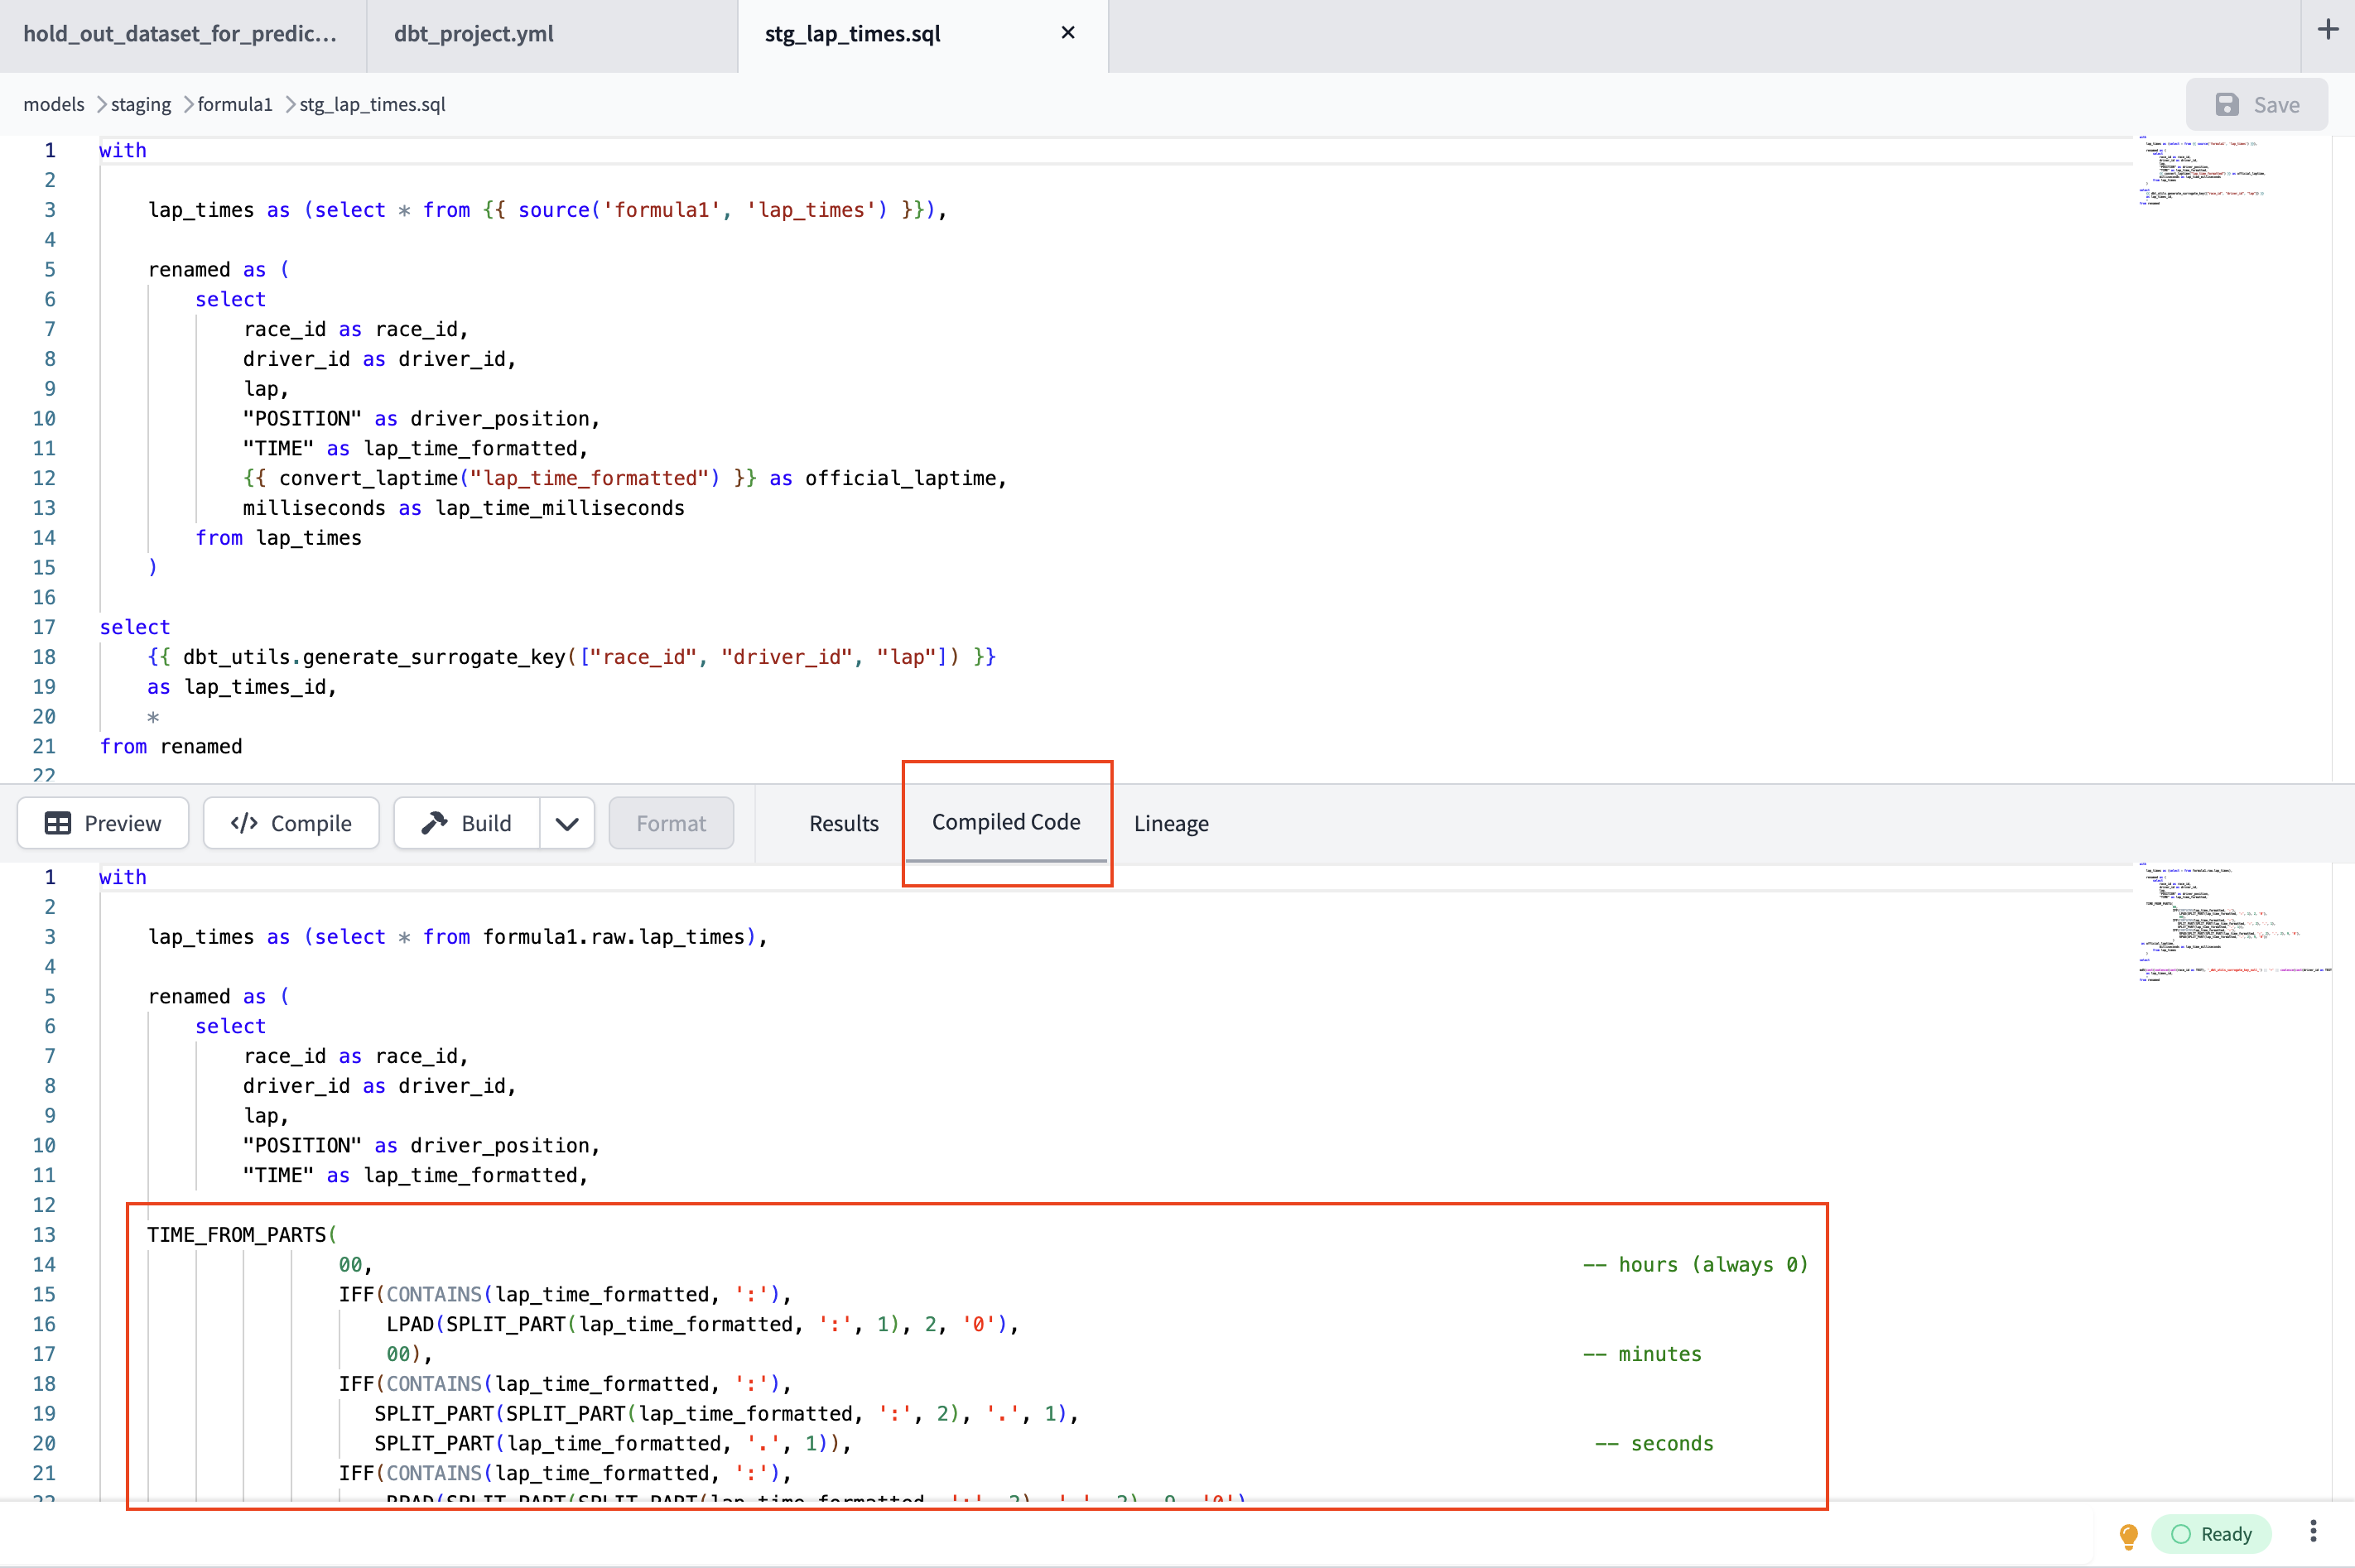 hold_out_dataset_for_predic... dbt_project.yml stg_lap_times.sql
models staging formula1 stg_lap_times.sql Save
1 with
2
3 lap_times as (select * from {{ source('formula1', 'lap_times') }}),
4
5 renamed as (
6 select
7 race_id as race_id,
8 driver_id as driver_id,
9 lap,
10 "POSITION" as driver_position,
11 "TIME" as lap_time_formatted,
12 {{ convert_laptime("lap_time_formatted") }} as official_laptime,
13 milliseconds as lap_time_milliseconds
14 from lap_times
15 )
16
17 select
18 {{ dbt_utils.generate_surrogate_key(["race_id", "driver_id", "lap"]) }}
19 as lap_times_id,
20 *
21 from renamed
22
Preview </> Compile Build Format Results Compiled Code Lineage
1 with
2
3 lap_times as (select * from formula1.raw.lap_times),
4
5 renamed as (
6 select
7 race_id as race_id,
8 driver_id as driver_id,
9 lap,
10 "POSITION" as driver_position,
11 "TIME" as lap_time_formatted,
12
13 TIME_FROM_PARTS(
14 00, -- hours (always 0)
15 IFF(CONTAINS(lap_time_formatted, ':'),
16 LPAD(SPLIT_PART(lap_time_formatted, ':', 1), 2, '0'),
17 00), -- minutes
18 IFF(CONTAINS(lap_time_formatted, ':'),
19 SPLIT_PART(SPLIT_PART(lap_time_formatted, ':', 2), '.', 1),
20 SPLIT_PART(lap_time_formatted, '.', 1)), -- seconds
21 IFF(CONTAINS(lap_time_formatted, ':'),
22 RPAD(SPLIT_PART(SPLIT_PART(lap_time_formatted, ':', 2), '.', 2), 9, '0')
Ready